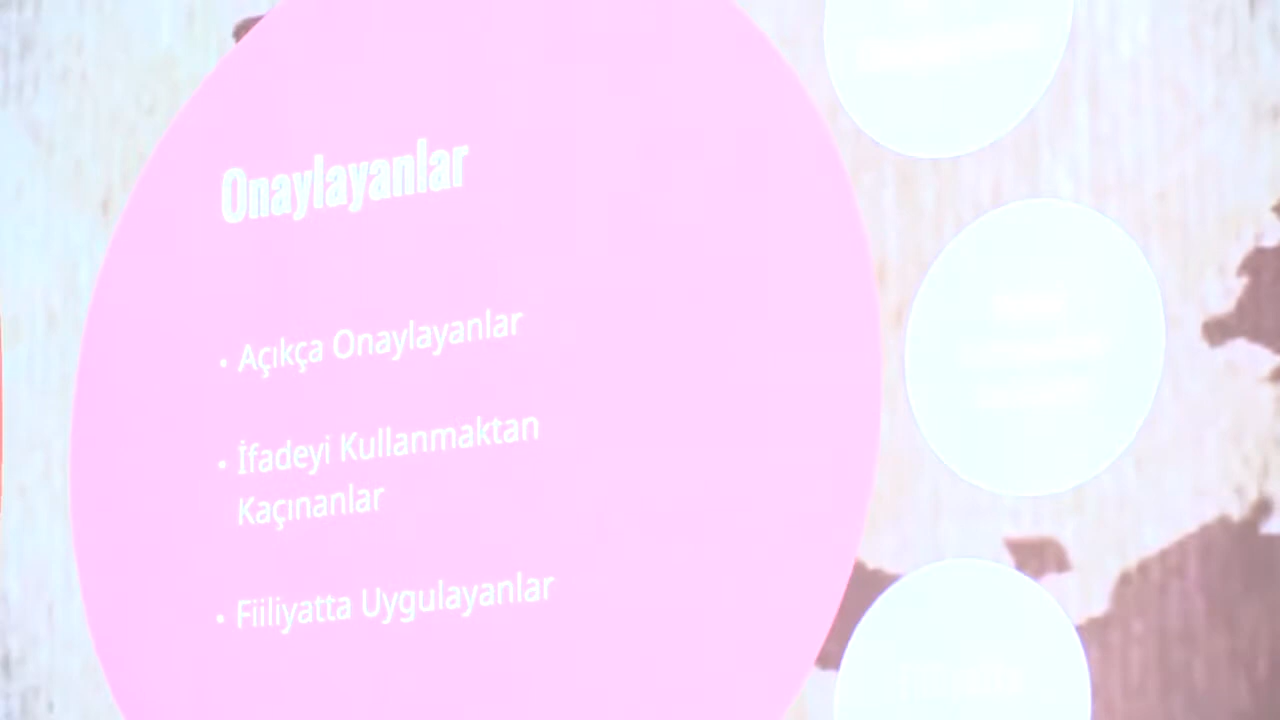 Onaylayanlar
• Açıkça Onaylayanlar
• İfadeyi Kullanmaktan
Kaçınanlar
• Fiiliyatta Uygulayanlar